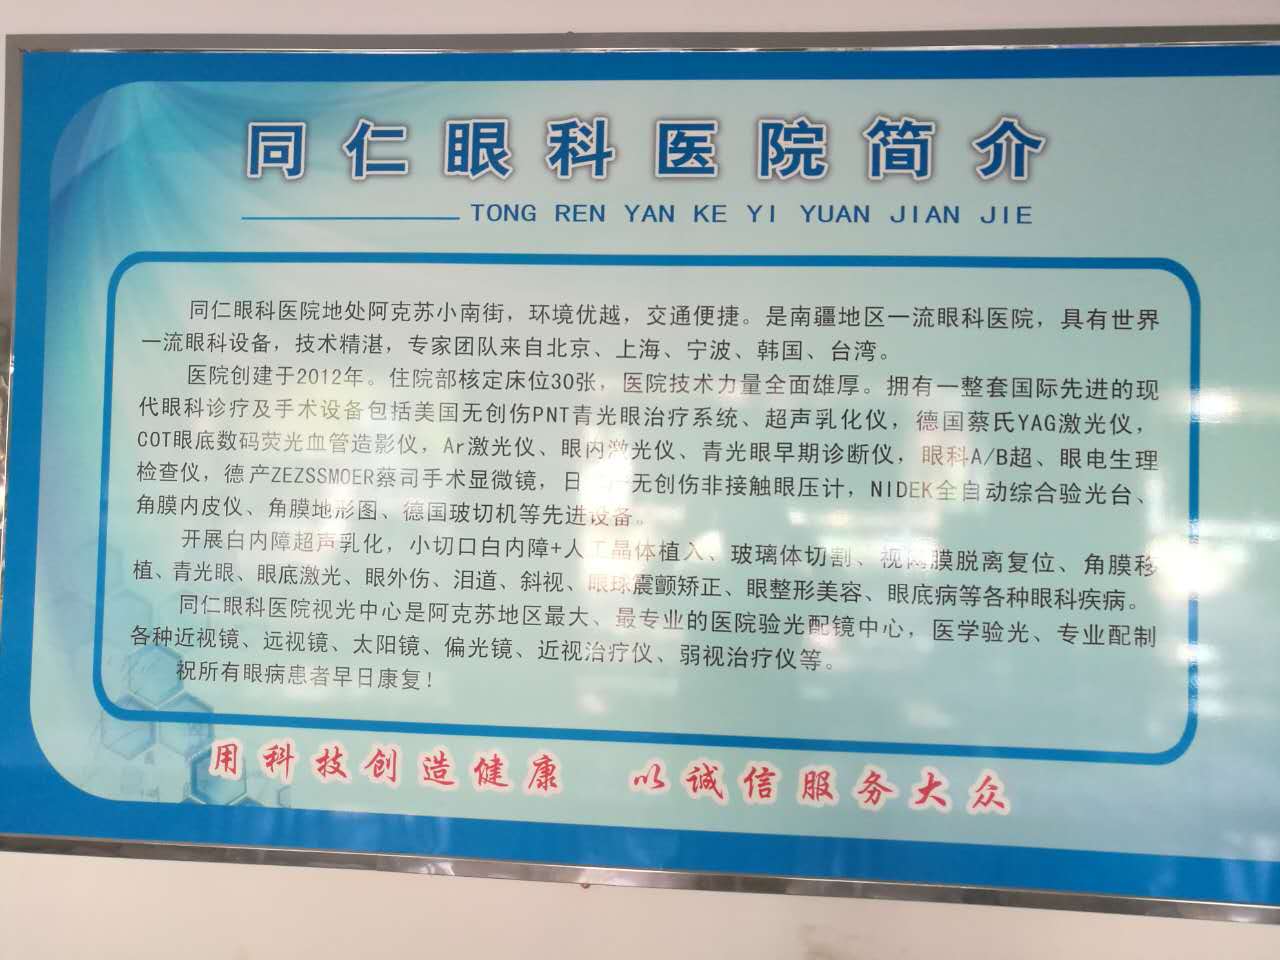 同仁眼科医院简介
TONG REN YAN KE YI YUAN JIAN JIE
同仁眼科医院地处阿克苏小南街，环境优越，交通便捷。是南疆地区一流眼科医院，具有世界
一流眼科设备，技术精湛，专家团队来自北京、上海、宁波、韩国、台湾。
医院创建于2012年。住院部核定床位30张，医院技术力量全面雄厚。拥有一整套国际先进的现
代眼科诊疗及手术设备包括美国无创伤PNT青光眼治疗系统、超声乳化仪，德国蔡氏YAG激光仪，
COT眼底数码荧光血管造影仪，Ar激光仪、眼内激光仪、青光眼早期诊断仪，眼科A/B超、眼电生理
检查仪，德产ZEZSSMOER蔡司手术显微镜，日 一无创伤非接触眼压计，NIDEK全自动综合验光台、
角膜内皮仪、角膜地形图、德国玻切机等先进设备。
开展白内障超声乳化，小切口白内障+人工晶体植入、玻璃体切割、视网膜脱离复位、角膜移
植、青光眼、眼底激光、眼外伤、泪道、斜视、眼球震颤矫正、眼整形美容、眼底病等各种眼科疾病。
同仁眼科医院视光中心是阿克苏地区最大、最专业的医院验光配镜中心，医学验光、专业配制
各种近视镜、远视镜、太阳镜、偏光镜、近视治疗仪、弱视治疗仪等。
祝所有眼病患者早日康复！
用科技创造健康 以诚信服务大众